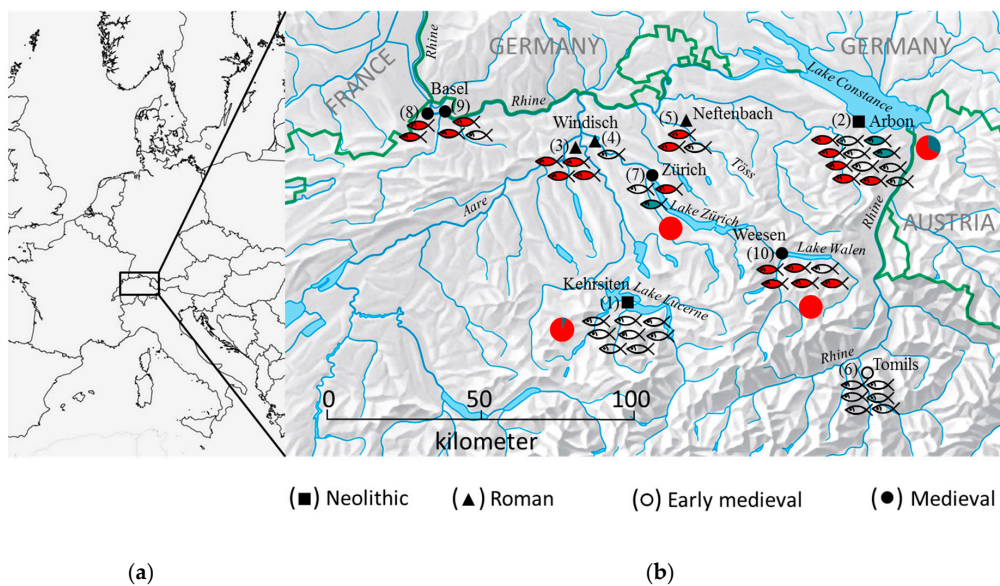 FRANCE
GERMANY
GERMANY
AUSTRIA
Rhine
Basel
(8)
(9)
Rhine
Windisch
(3)
(4)
(5)
Neftenbach
Töss
Lake Constance
(2)
Arbon
(7)
Zürich
Lake Zürich
Aare
Rhine
Weesen
(10)
Lake Walen
Kehrsiten
(1)
Lake Lucerne
Rhine
(6)
Tomils
0 50 100
kilometer
(■) Neolithic (▲) Roman (○) Early medieval (●) Medieval
(a) (b)